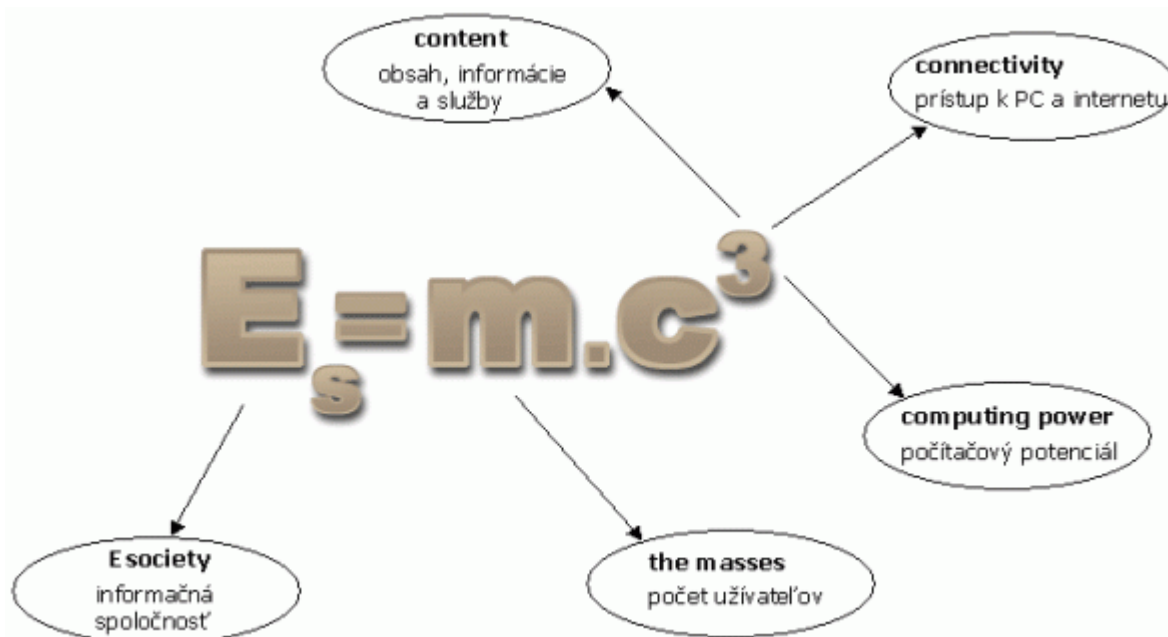 content
obsah, informácie
a služby
connectivity
prístup k PC a internetu
Es=m.c³
computing power
počítačový potenciál
Esociety
informačná
spoločnosť
the masses
počet užívateľov